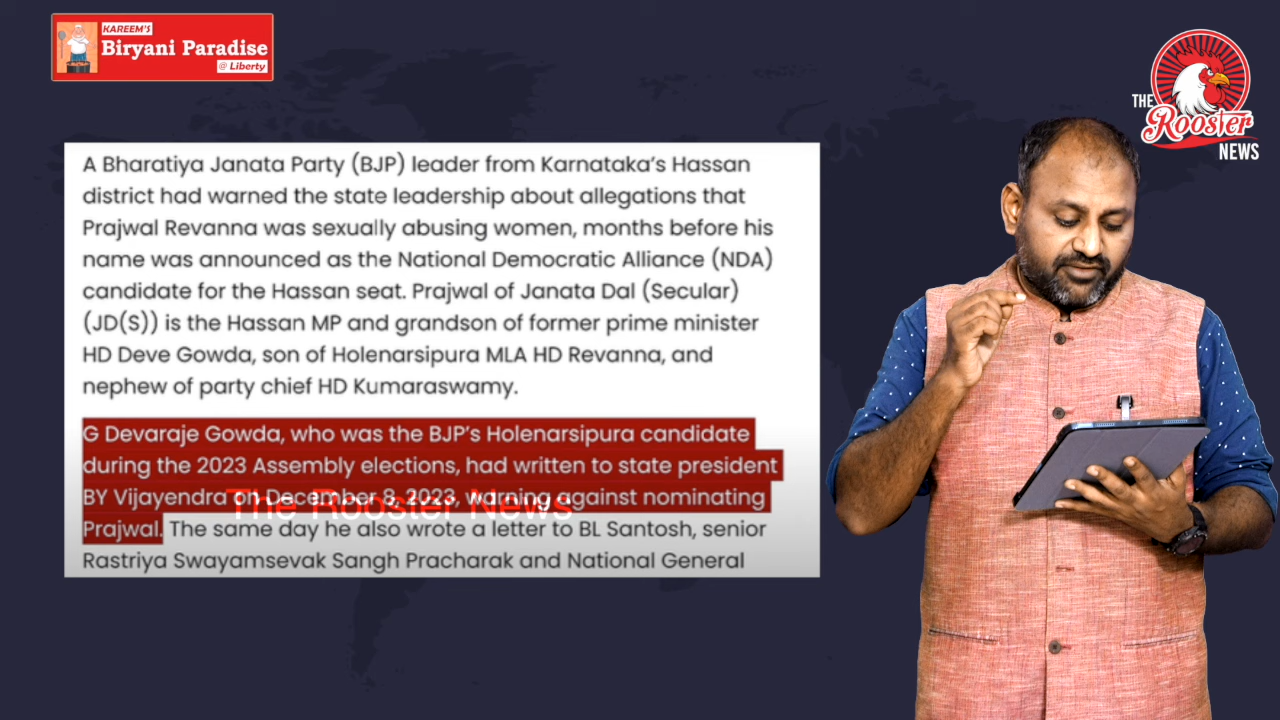 KAREEM'S
Biryani Paradise
@ Liberty
THE
Rooster
NEWS
A Bharatiya Janata Party (BJP) leader from Karnataka's Hassan
district had warned the state leadership about allegations that
Prajwal Revanna was sexually abusing women, months before his
name was announced as the National Democratic Alliance (NDA)
candidate for the Hassan seat. Prajwal of Janata Dal (Secular)
(JD(S)) is the Hassan MP and grandson of former prime minister
HD Deve Gowda, son of Holenarsipura MLA HD Revanna, and
nephew of party chief HD Kumaraswamy.
G Devaraje Gowda, who was the BJP's Holenarsipura candidate
during the 2023 Assembly elections, had written to state president
BY Vijayendra on December 8, 2023, warning against nominating
Prajwal. The same day he also wrote a letter to BL Santosh, senior
Rastriya Swayamsevak Sangh Pracharak and National General
The Rooster News